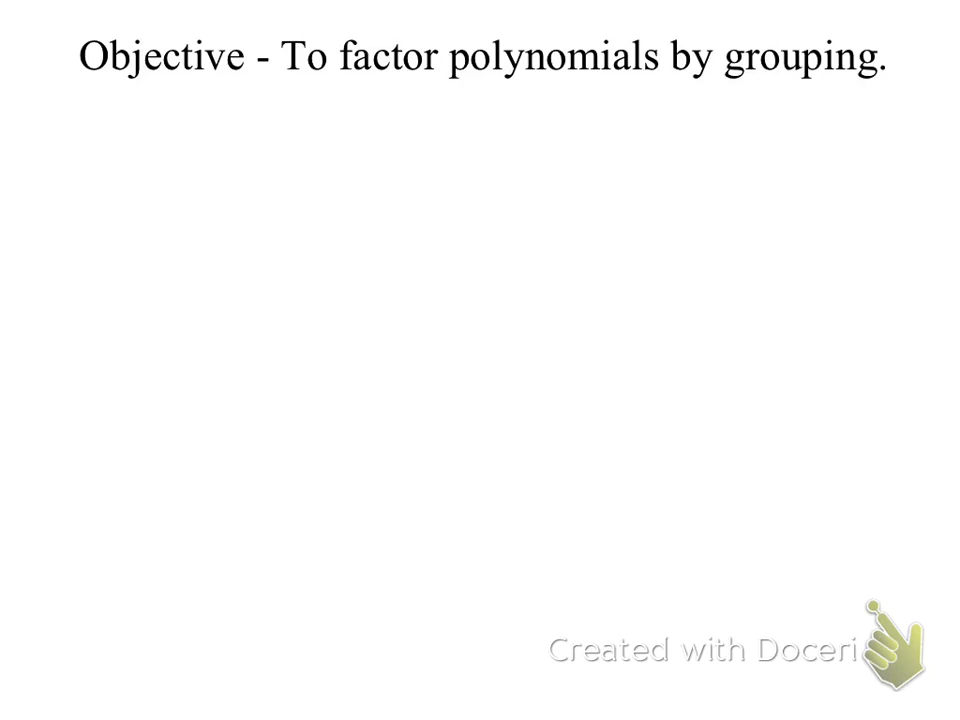 Objective - To factor polynomials by grouping.
Created with Doceri